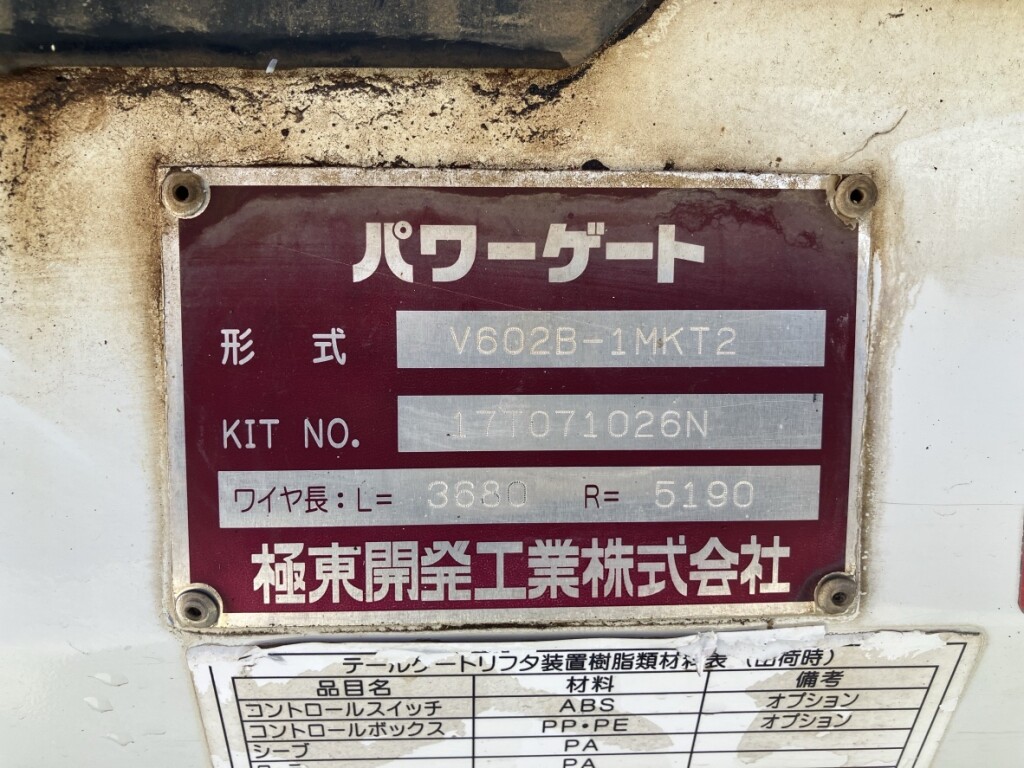 パワーゲート
形 式 V602B-1MKT2
KIT NO. 17T071026N
ワイヤ長：L= 3680 R= 5190
極東開発工業株式会社
テールゲートリフタ装置樹脂類材料表（出荷時）
品目名 材料 備考
コントロールスイッチ ABS オプション
コントロールボックス PP・PE オプション
シーブ PA
PA